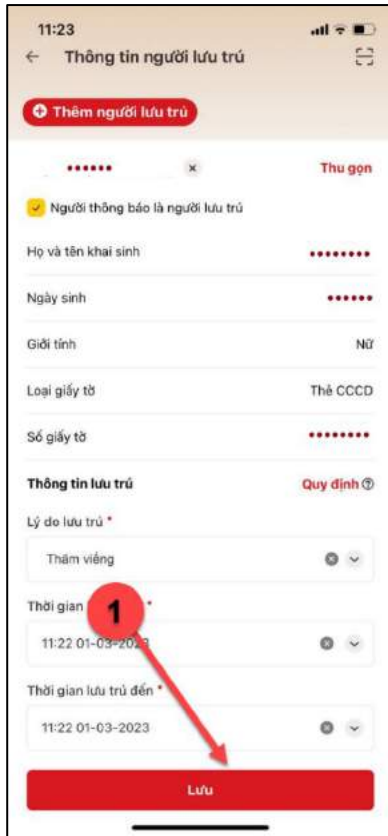 11:23
Thông tin người lưu trú
Thêm người lưu trú
••••••
Thu gọn
Người thông báo là người lưu trú
Họ và tên khai sinh ••••••••
Ngày sinh ••••••
Giới tính Nữ
Loại giấy tờ Thẻ CCCD
Số giấy tờ ••••••••
Thông tin lưu trú Quy định
Lý do lưu trú *
Thăm viếng
Thời gian *
1
11:22 01-03-2023
Thời gian lưu trú đến *
11:22 01-03-2023
Lưu